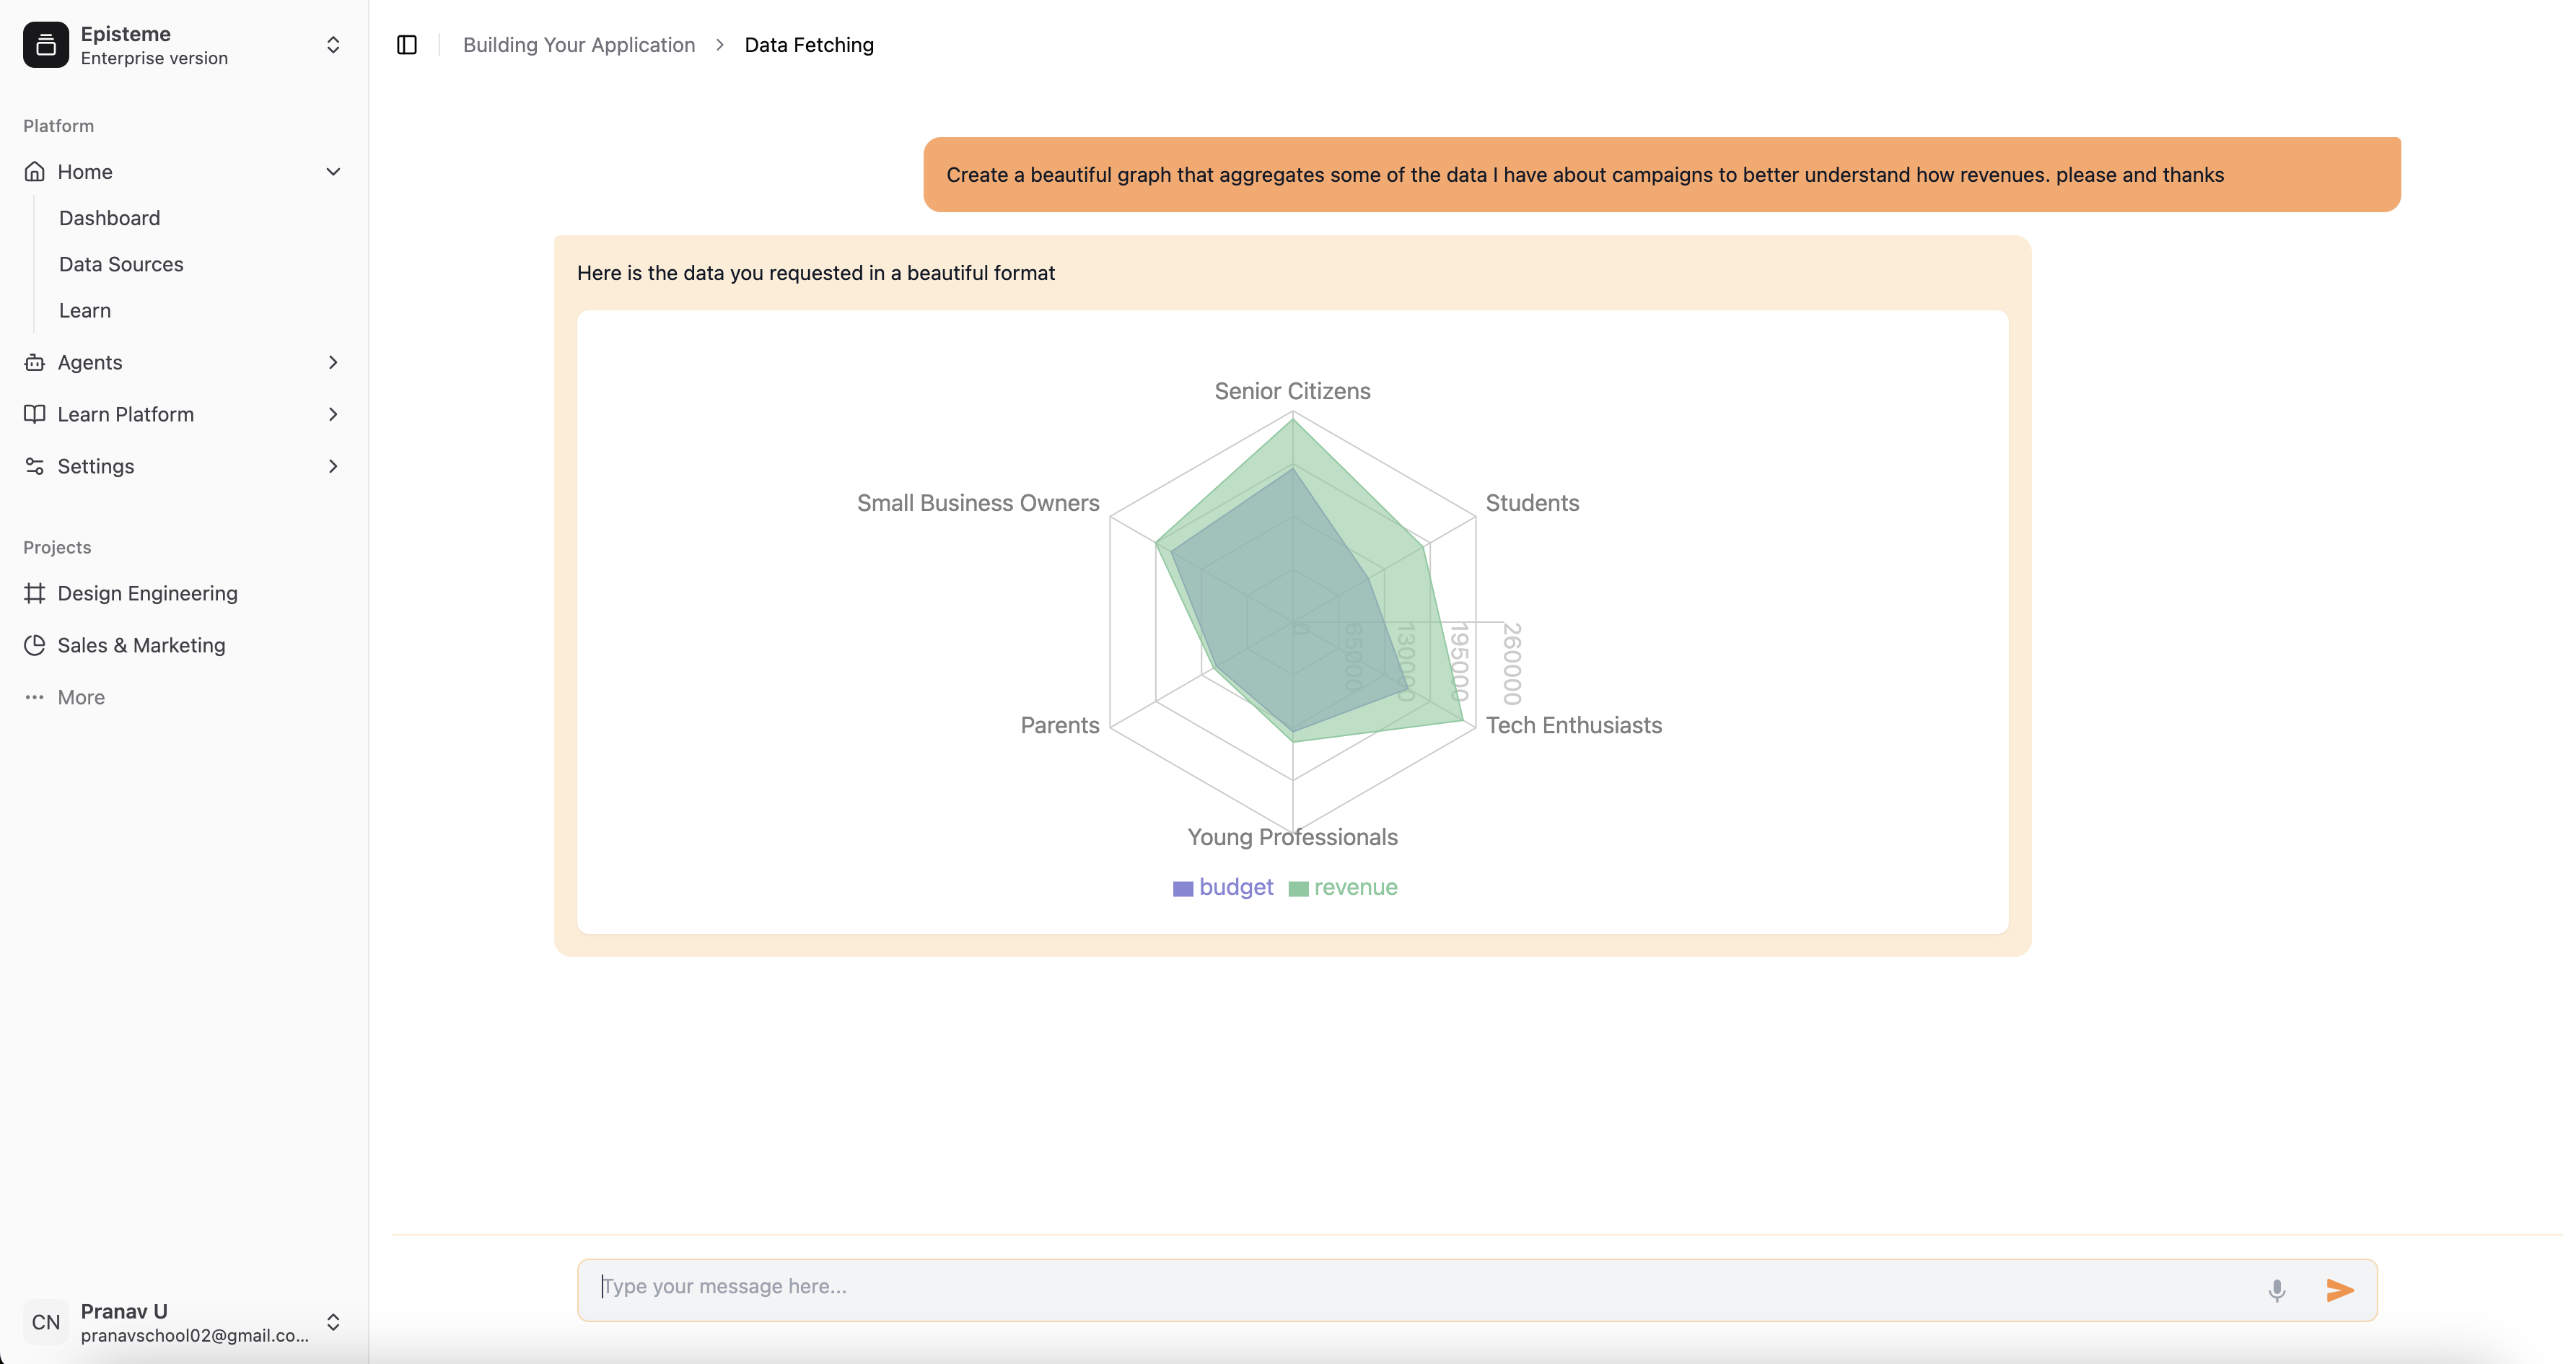 Episteme
Enterprise version
Platform
Home
Dashboard
Data Sources
Learn
Agents
Learn Platform
Settings
Projects
Design Engineering
Sales & Marketing
More
CN
Pranav U
pranavschool02@gmail.co...
Building Your Application > Data Fetching
Create a beautiful graph that aggregates some of the data I have about campaigns to better understand how revenues. please and thanks
Here is the data you requested in a beautiful format
Senior Citizens
Small Business Owners
Students
0
65000
130000
195000
260000
Parents
Tech Enthusiasts
Young Professionals
budget revenue
Type your message here...